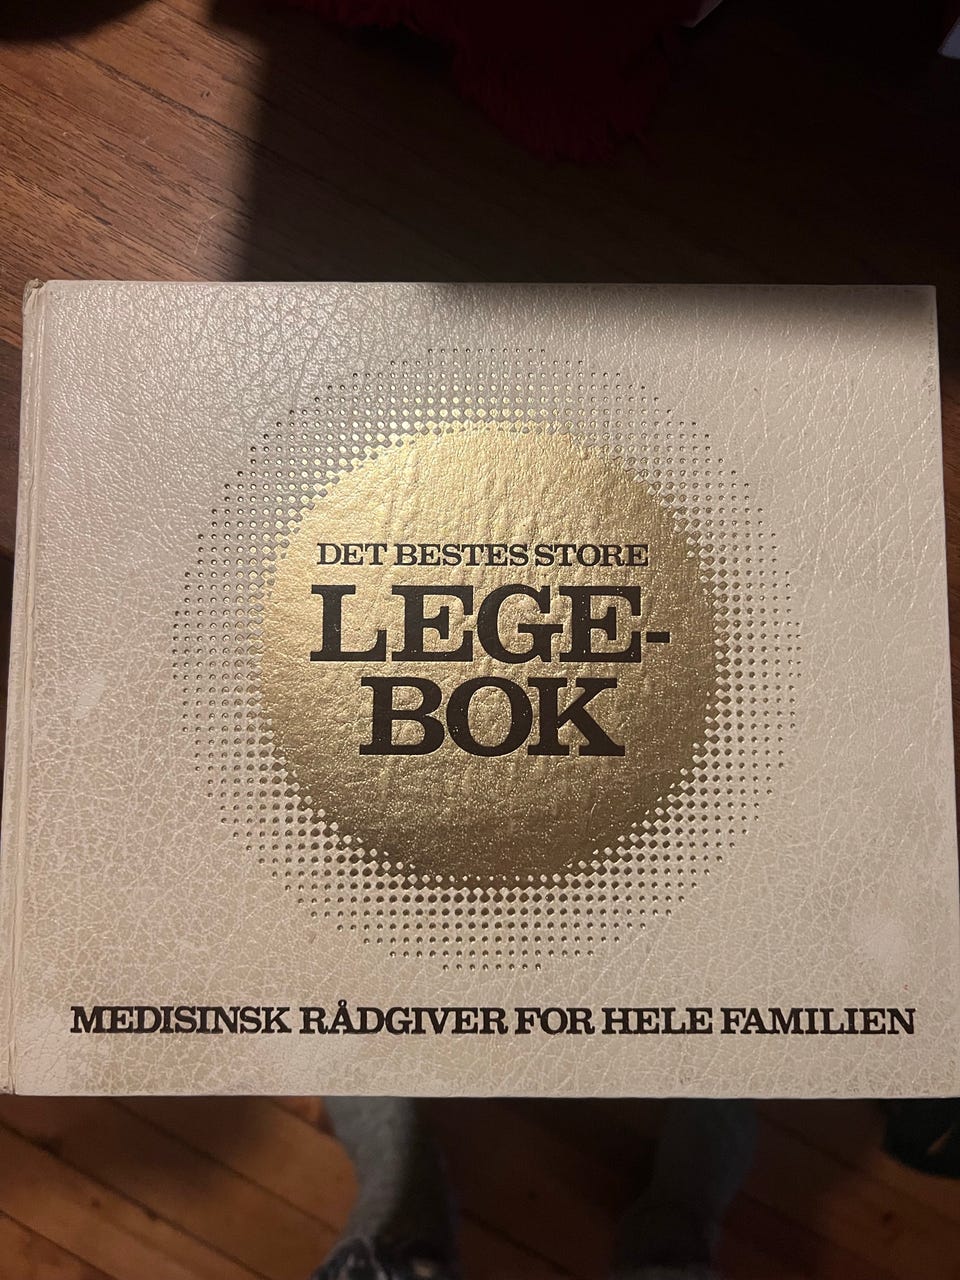 DET BESTES STORE
LEGE-
BOK
MEDISINSK RÅDGIVER FOR HELE FAMILIEN